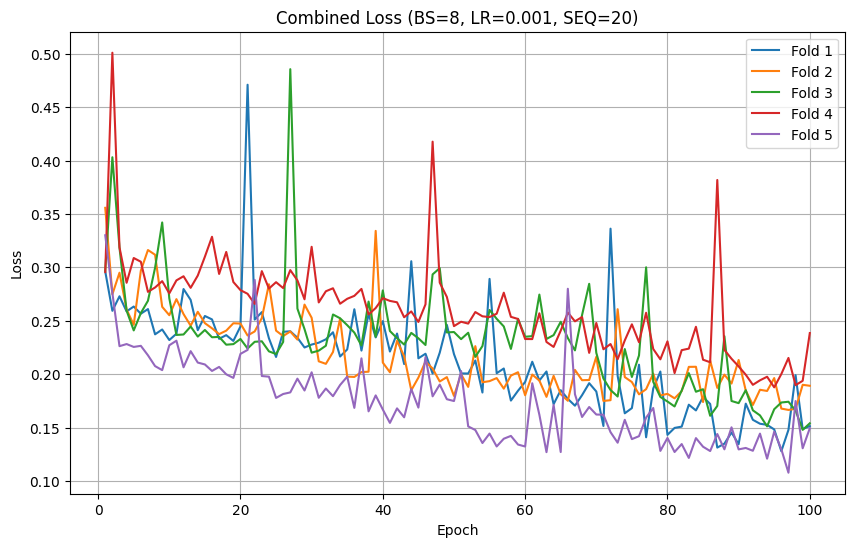 Combined Loss (BS=8, LR=0.001, SEQ=20)
Fold 1
Fold 2
Fold 3
Fold 4
Fold 5
Loss
0.50
0.45
0.40
0.35
0.30
0.25
0.20
0.15
0.10
0 20 40 60 80 100
Epoch